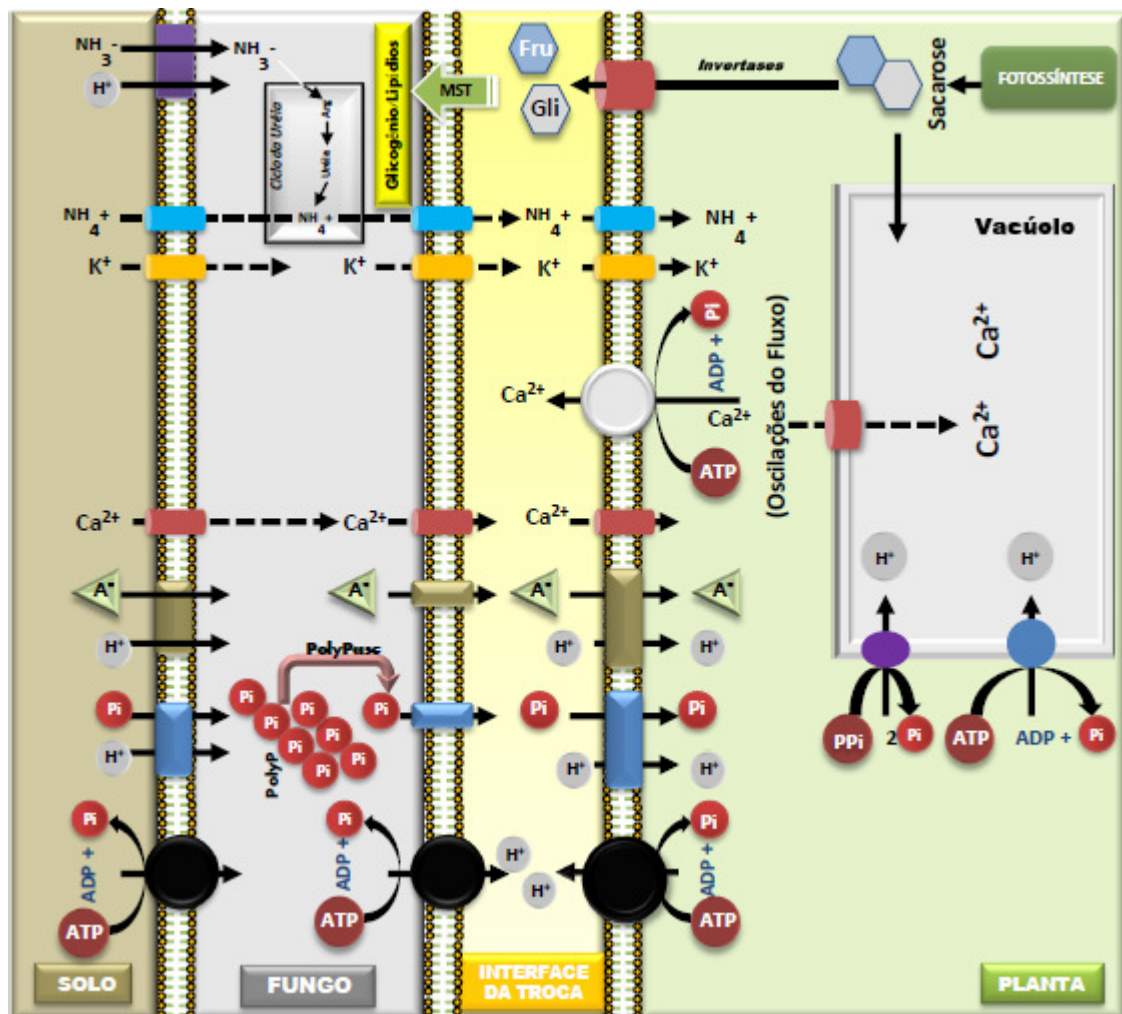 NH3-
H⁺
NH3-
Ciclo da Uréia
Arg
Uréia
NH4+
Glicogênio/Lipídios
MST
Fru
Gli
Invertases
Sacarose
FOTOSSÍNTESE
NH4+
NH4+
NH4+
K⁺
K⁺
K⁺
K⁺
Vacúolo
Ca²⁺
Ca²⁺
Pi
ADP +
Ca²⁺
Ca²⁺
ATP
(Oscilações do Fluxo)
Ca²⁺
Ca²⁺
Ca²⁺
H⁺
H⁺
A-
A-
A-
A-
H⁺
H⁺
H⁺
PolyPase
Pi
Pi
Pi
Pi
Pi
Pi
Pi
Pi
PolyP
Pi
Pi
Pi
H⁺
H⁺
H⁺
PPi
2 Pi
ATP
ADP +
Pi
Pi
ADP +
ATP
Pi
ADP +
ATP
H⁺
H⁺
Pi
ADP +
ATP
SOLO
FUNGO
INTERFACE
DA TROCA
PLANTA